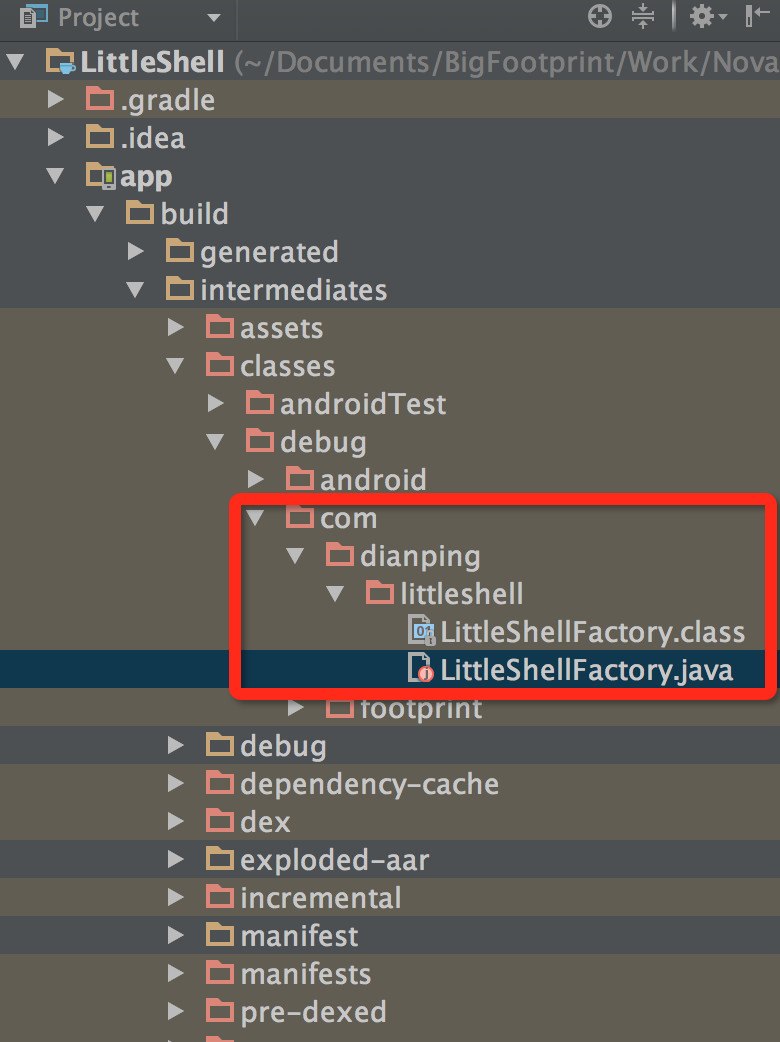 Project
LittleShell (~/Documents/BigFootprint/Work/Nova
.gradle
.idea
app
build
generated
intermediates
assets
classes
androidTest
debug
android
com
dianping
littleshell
LittleShellFactory.class
LittleShellFactory.java
footprint
debug
dependency-cache
dex
exploded-aar
incremental
manifest
manifests
pre-dexed